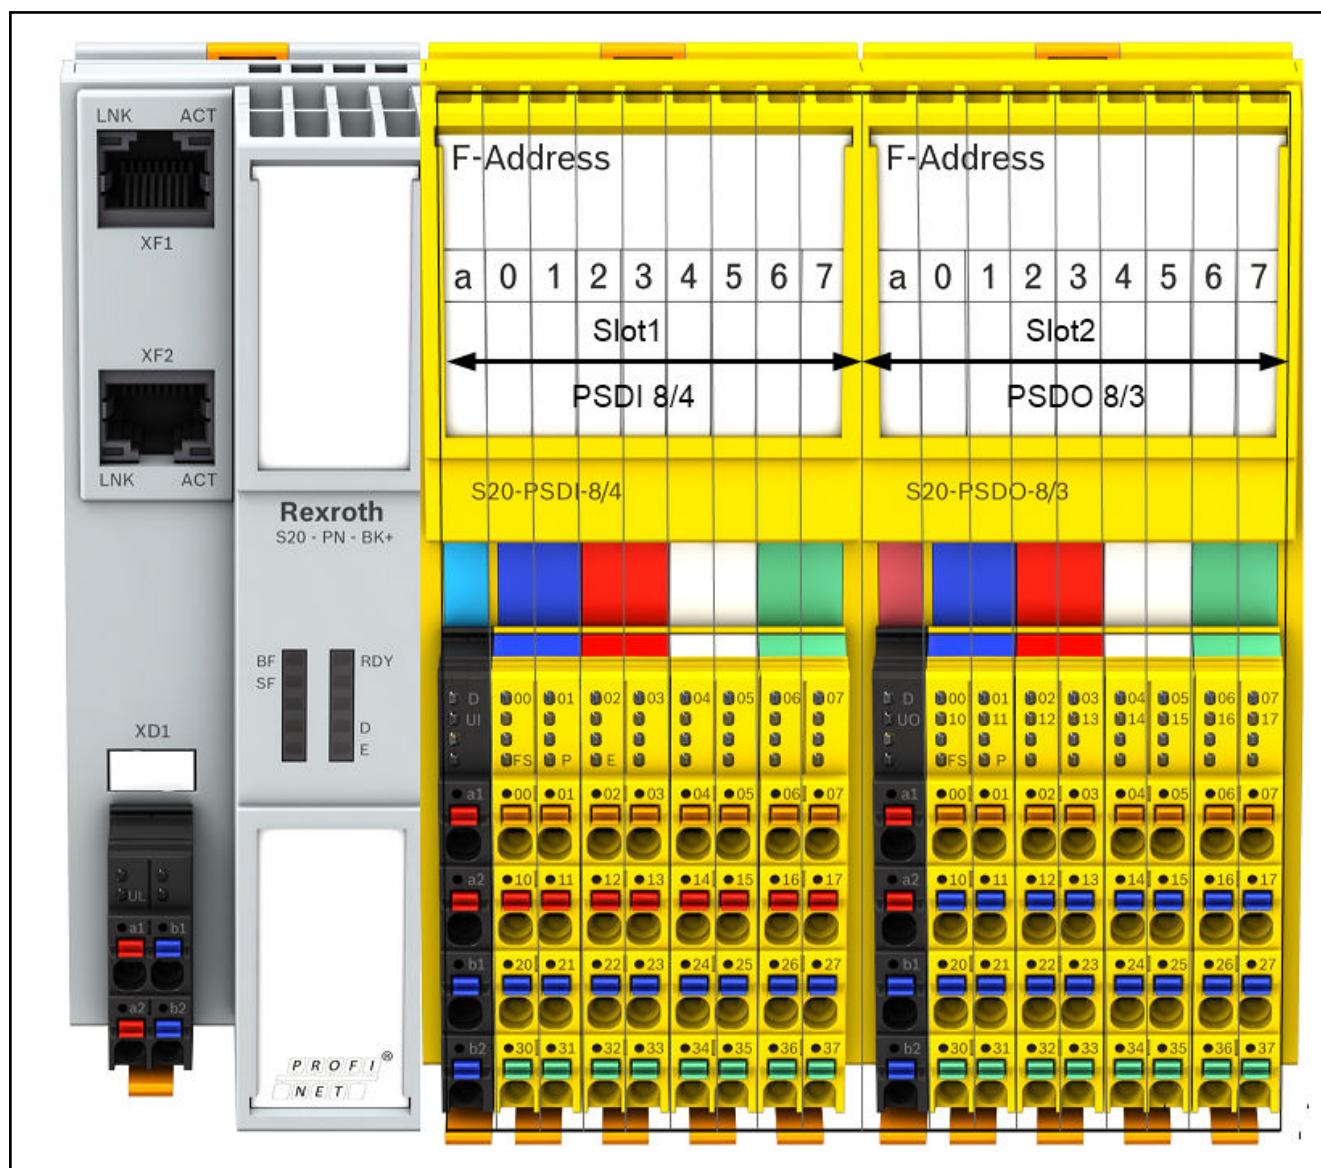 LNK ACT
XF1
XF2
LNK ACT
Rexroth
S20 - PN - BK+
BF RDY
SF
D
E
XD1
UL
a1 b1
a2 b2
PROFI®
NET
F-Address
a 0 1 2 3 4 5 6 7
Slot1
PSDI 8/4
S20-PSDI-8/4
D 00 01 02 03 04 05 06 07
UI
FS P E
a1 00 01 02 03 04 05 06 07
a2 10 11 12 13 14 15 16 17
b1 20 21 22 23 24 25 26 27
b2 30 31 32 33 34 35 36 37
F-Address
a 0 1 2 3 4 5 6 7
Slot2
PSDO 8/3
S20-PSDO-8/3
D 00 01 02 03 04 05 06 07
UO 10 11 12 13 14 15 16 17
FS P
a1 00 01 02 03 04 05 06 07
a2 10 11 12 13 14 15 16 17
b1 20 21 22 23 24 25 26 27
b2 30 31 32 33 34 35 36 37